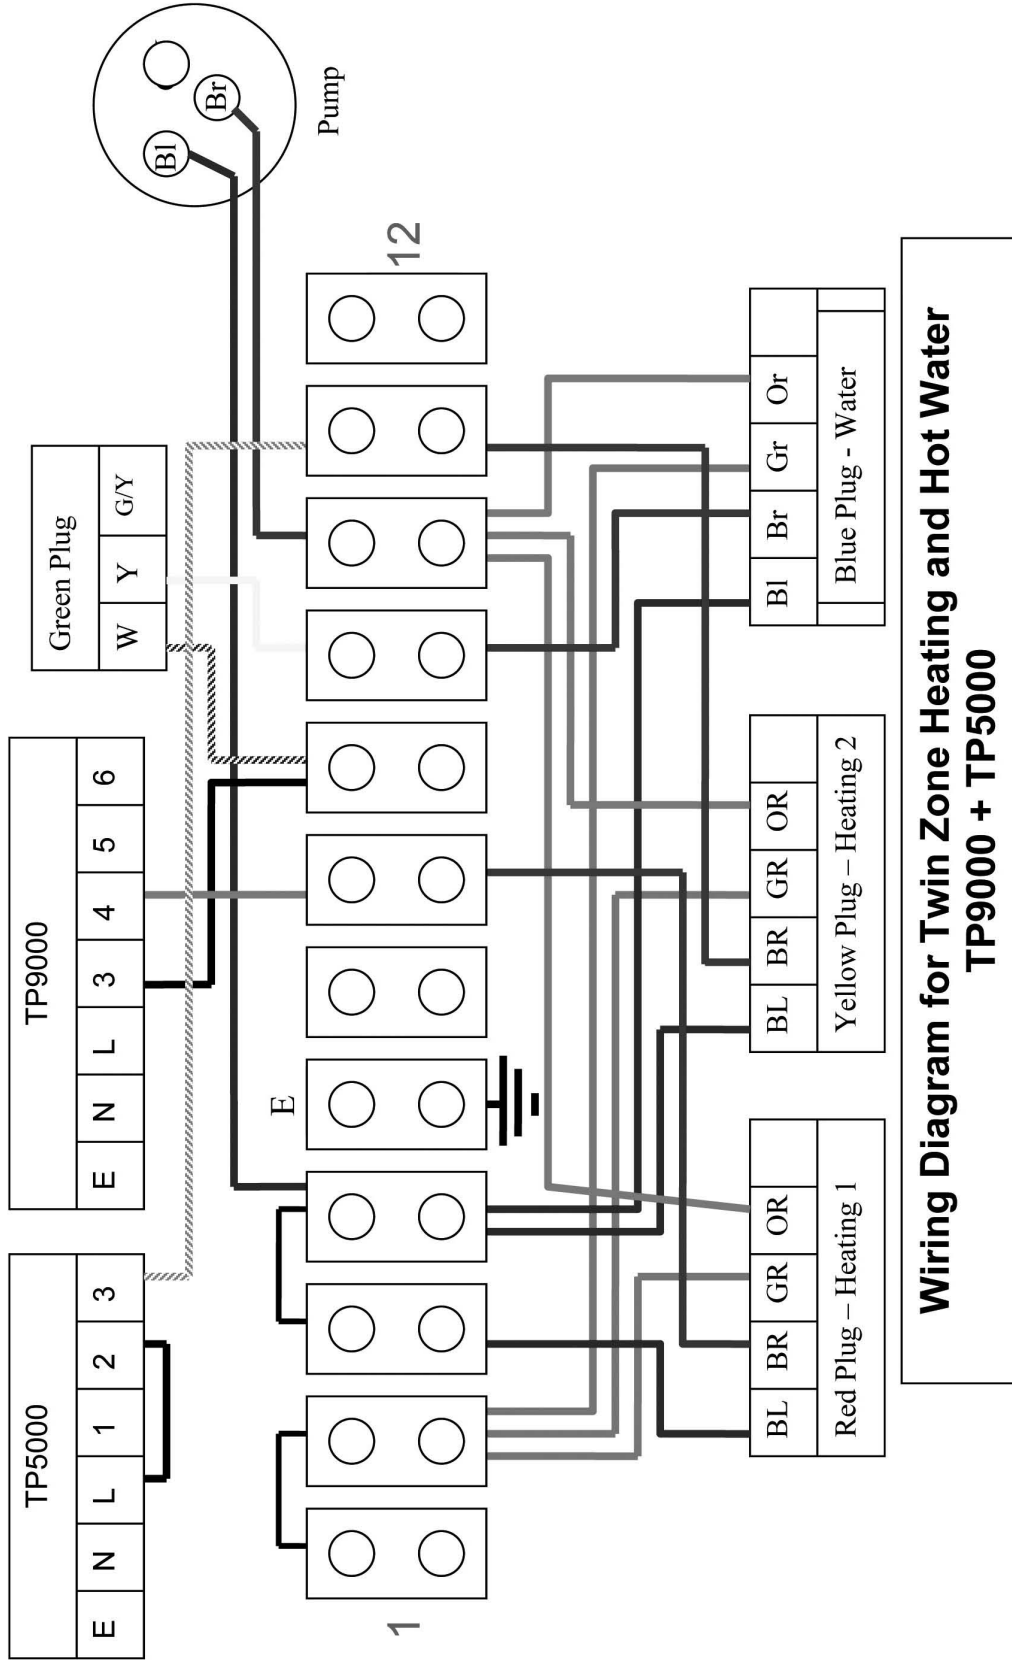 TP5000
E N L 1 2 3
TP9000
E N L 3 4 5 6
Green Plug
W Y G/Y
Bl
Br
Pump
1
E
12
BL BR GR OR
Red Plug – Heating 1
BL BR GR OR
Yellow Plug – Heating 2
Bl Br Gr Or
Blue Plug - Water
Wiring Diagram for Twin Zone Heating and Hot Water
TP9000 + TP5000